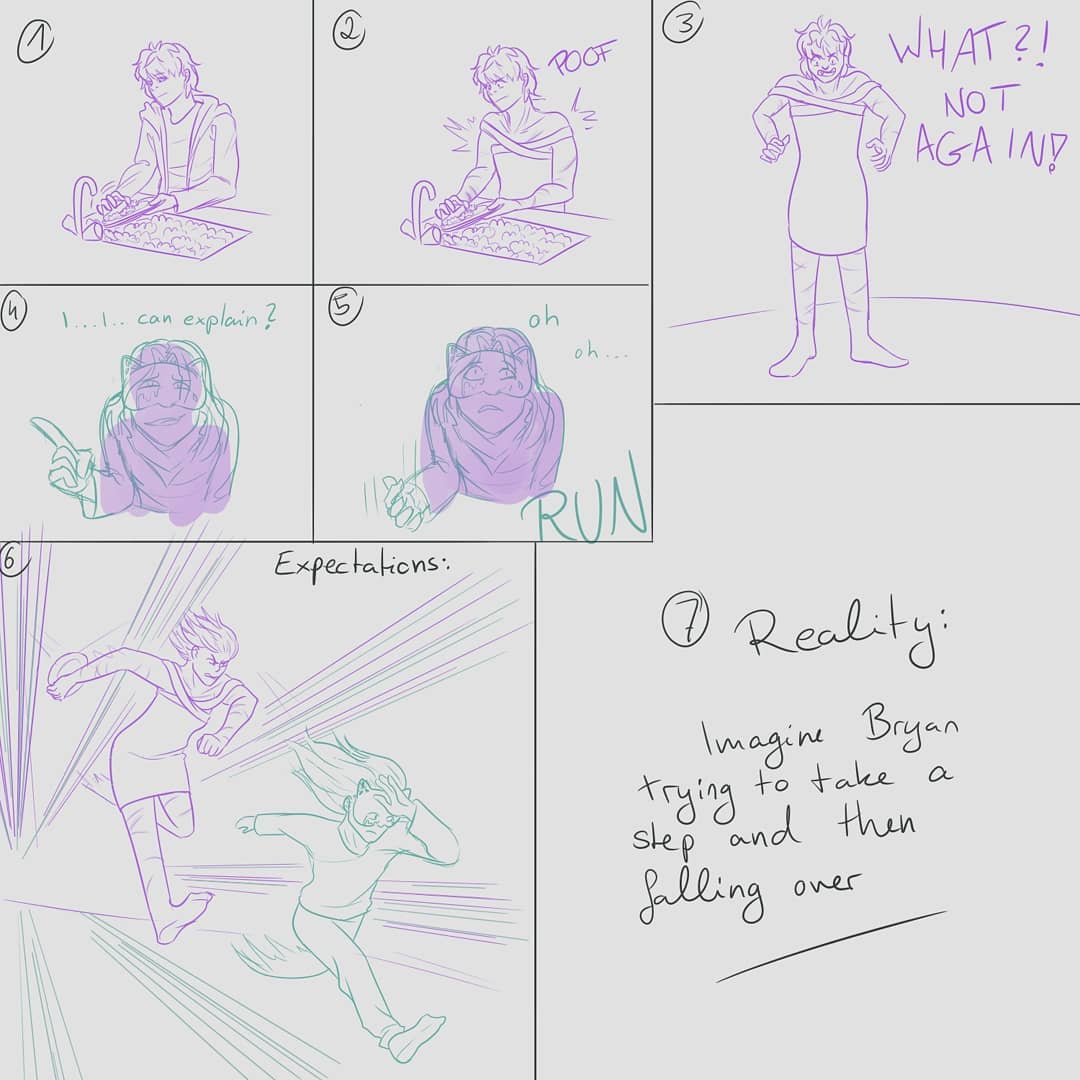 1
2
POOF
3
WHAT?!
NOT
AGAIN!
4
I...I.. can explain?
5
oh
oh...
RUN
6
Expectations:
7 Reality:
Imagine Bryan
trying to take a
step and then
falling over